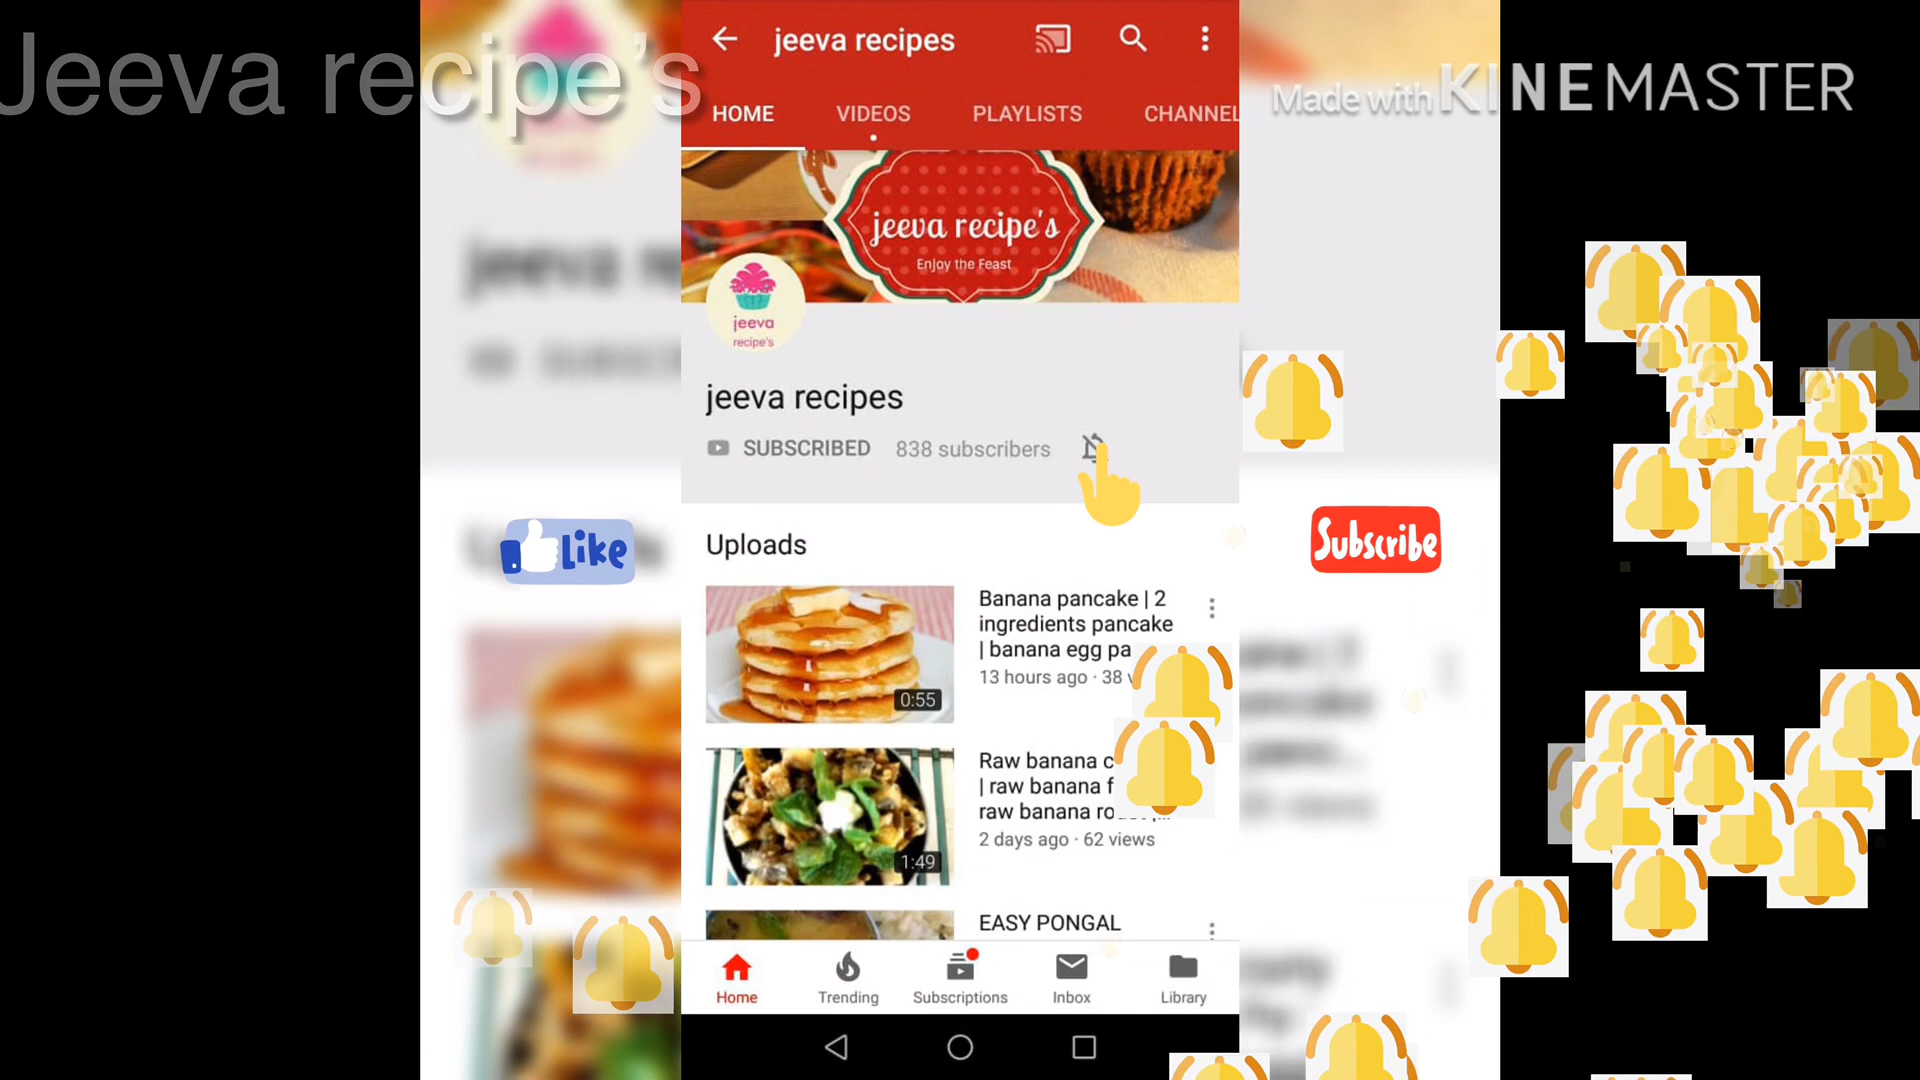 Jeeva recipe's
Made with KINEMASTER
jeeva recipes
HOME VIDEOS PLAYLISTS CHANNEL
jeeva recipe's
Enjoy the Feast
jeeva
recipe's
jeeva recipes
SUBSCRIBED 838 subscribers
Like
Subscribe
Uploads
Banana pancake | 2
ingredients pancake
| banana egg pa
13 hours ago · 38
0:55
Raw banana
| raw banana
raw banana
2 days ago · 62 views
1:49
EASY PONGAL
Home Trending Subscriptions Inbox Library